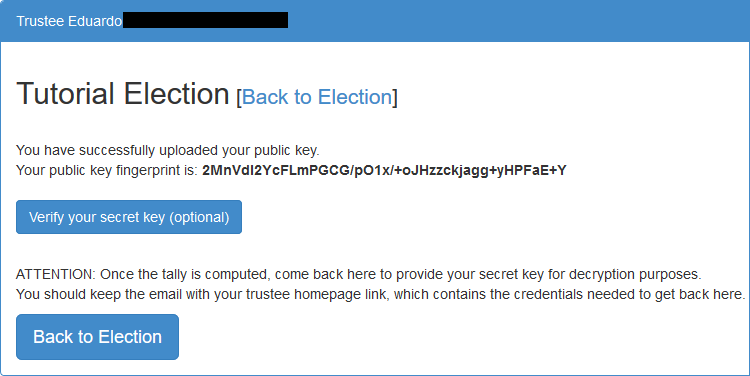 Trustee Eduardo
Tutorial Election [Back to Election]
You have successfully uploaded your public key.
Your public key fingerprint is: 2MnVdI2YcFLmPGCG/pO1x/+oJHzzckjagg+yHPFaE+Y
Verify your secret key (optional)
ATTENTION: Once the tally is computed, come back here to provide your secret key for decryption purposes.
You should keep the email with your trustee homepage link, which contains the credentials needed to get back here.
Back to Election